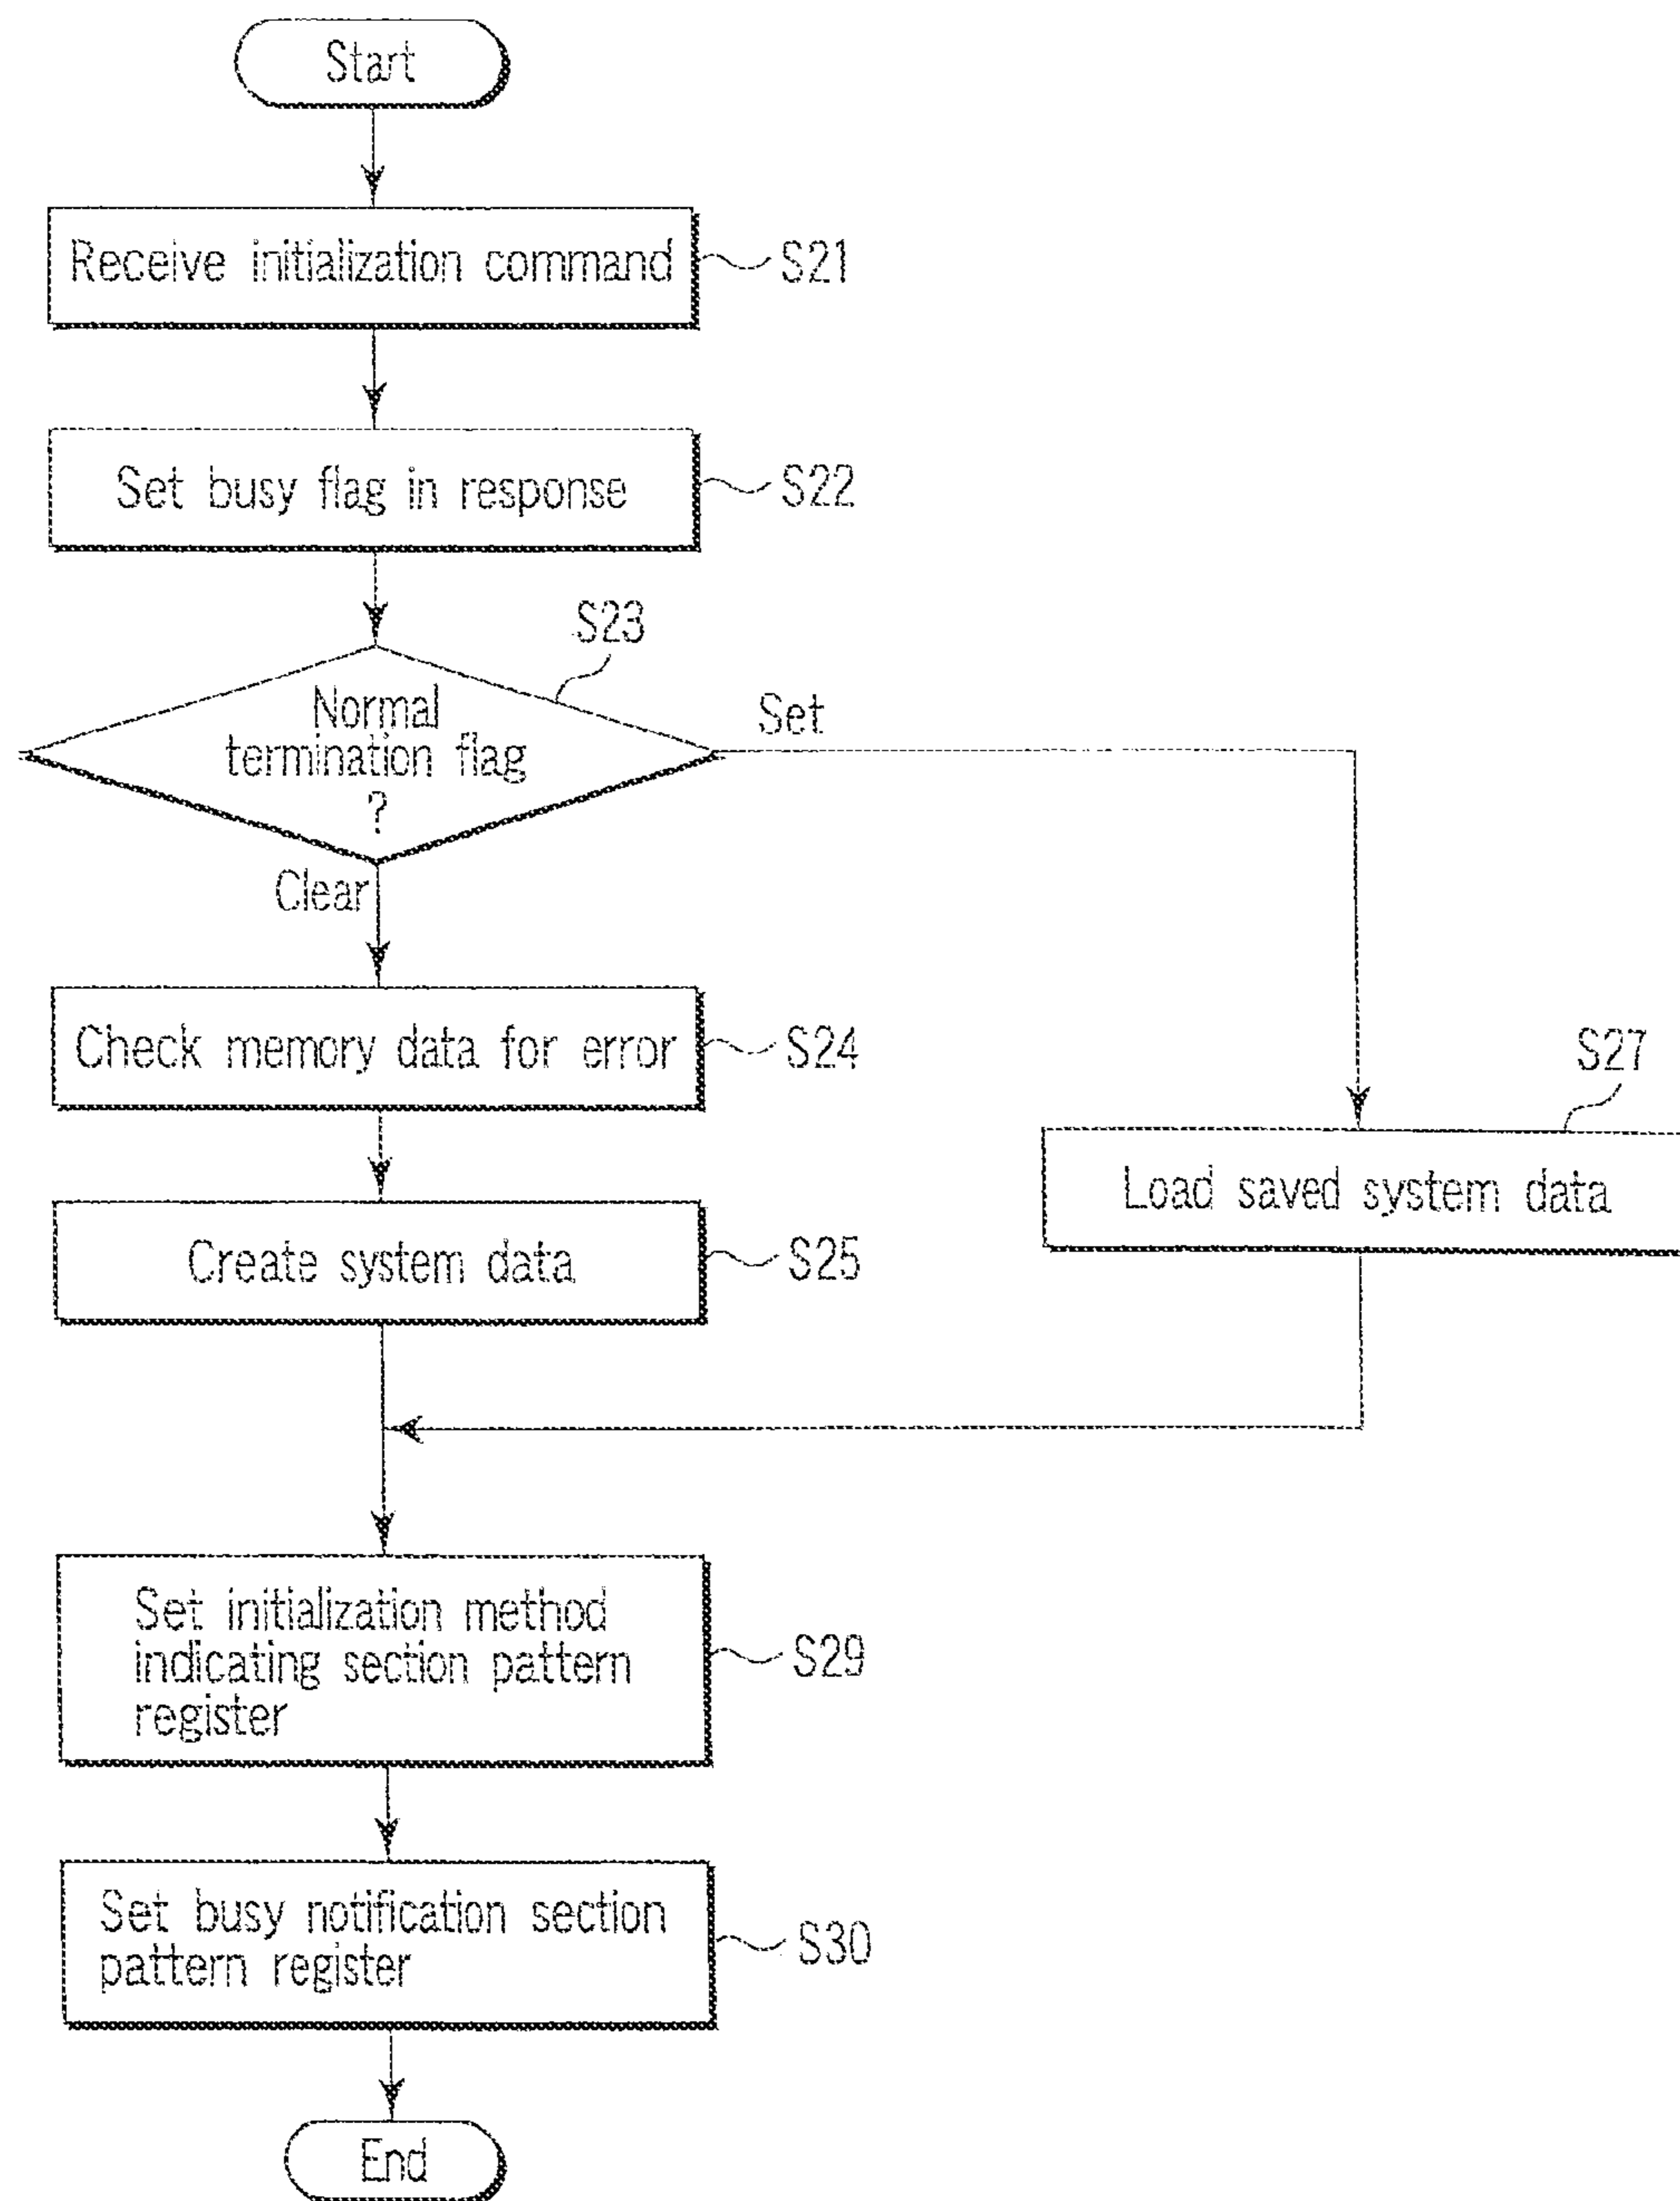 Start
Receive initialization command
S21
Set busy flag in response
S22
S23
Normal
termination flag
?
Set
Clear
Check memory data for error
S24
S27
Load saved system data
Create system data
S25
Set initialization method
indicating section pattern
register
S29
Set busy notification section
pattern register
S30
End